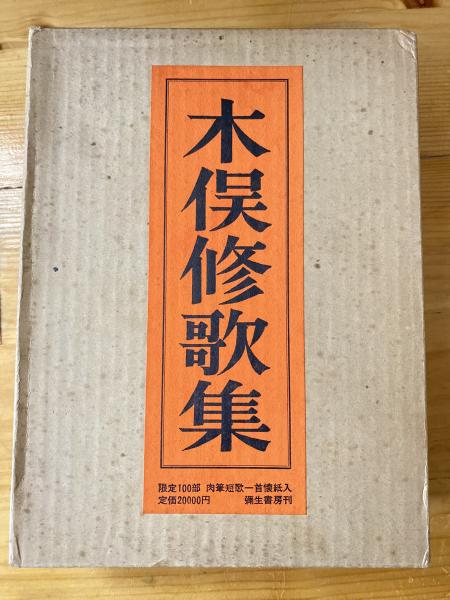 木俣修歌集
限定100部 肉筆短歌一首懐紙入
定価20000円 彌生書房刊